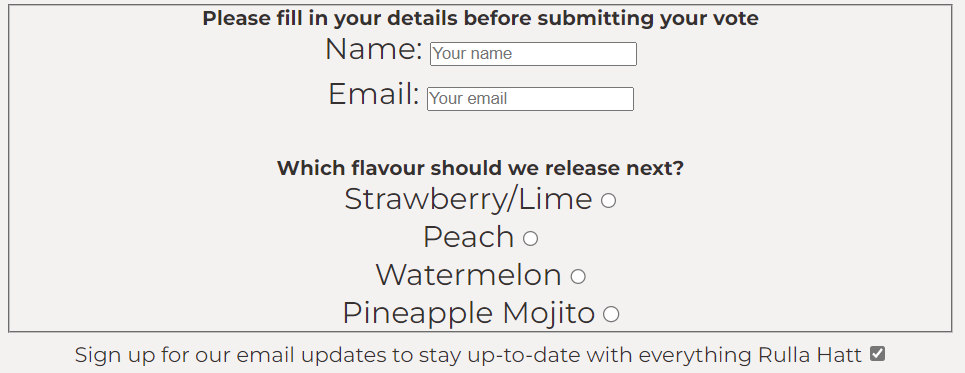 Please fill in your details before submitting your vote
Name: Your name
Email: Your email
Which flavour should we release next?
Strawberry/Lime
Peach
Watermelon
Pineapple Mojito
Sign up for our email updates to stay up-to-date with everything Rulla Hatt